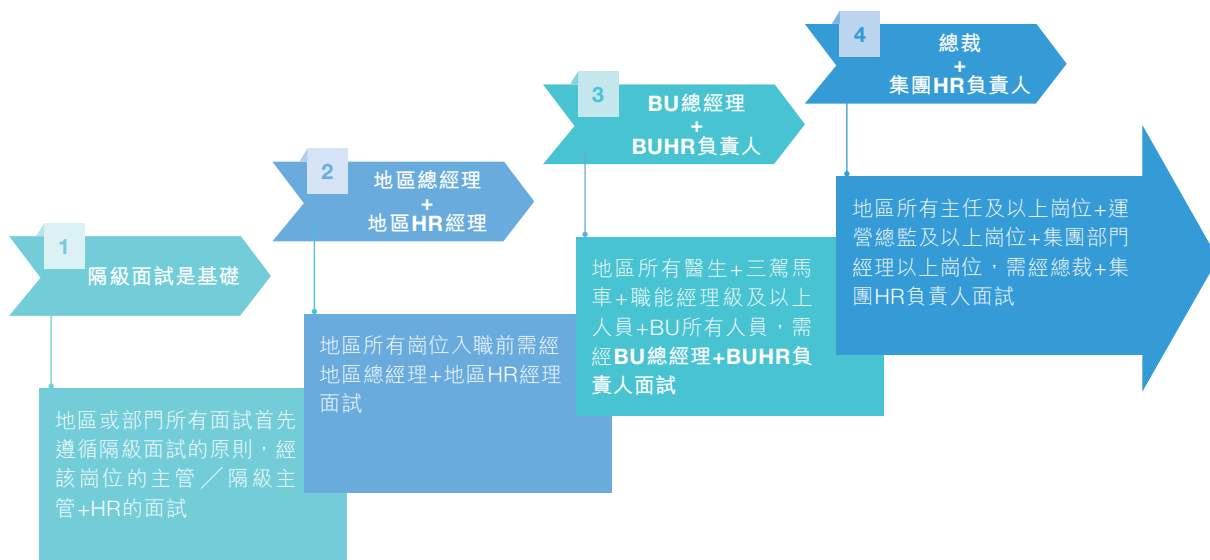 1
隔級面試是基礎
地區或部門所有面試首先
遵循隔級面試的原則，經
該崗位的主管／隔級主
管+HR的面試
2
地區總經理
+
地區HR經理
地區所有崗位入職前需經
地區總經理+地區HR經理
面試
3
BU總經理
+
BUHR負責人
地區所有醫生+三駕馬
車+職能經理級及以上
人員+BU所有人員，需
經BU總經理+BUHR負
責人面試
4
總裁
+
集團HR負責人
地區所有主任及以上崗位+運
營總監及以上崗位+集團部門
經理以上崗位，需經總裁+集
團HR負責人面試